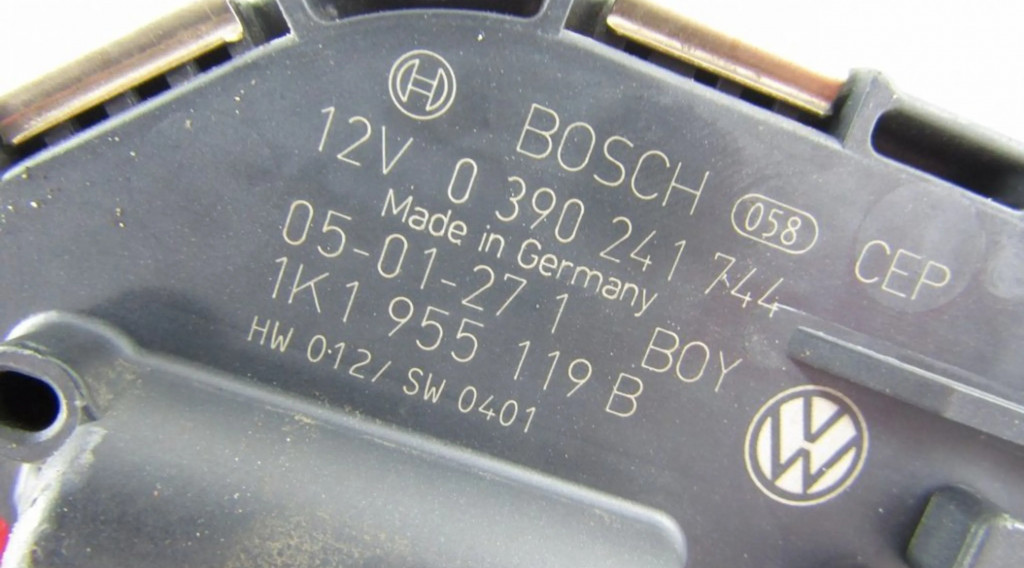 BOSCH 058 CEP
12V 0 390 241 744
Made in Germany
05-01-27 1 BOY
1K1 955 119 B
HW 012/ SW 0401